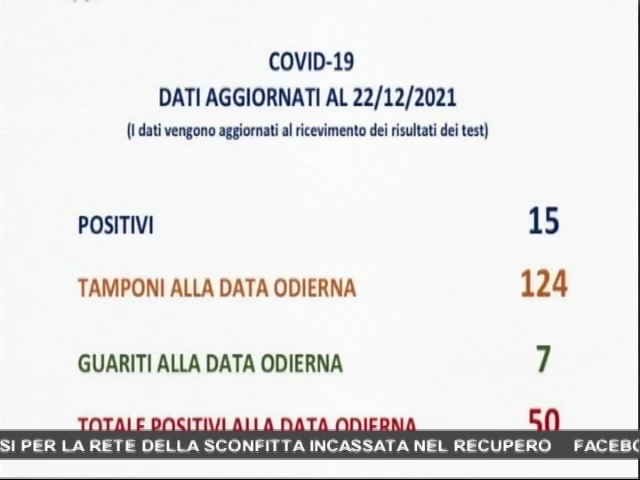 COVID-19
DATI AGGIORNATI AL 22/12/2021
(I dati vengono aggiornati al ricevimento dei risultati dei test)
POSITIVI 15
TAMPONI ALLA DATA ODIERNA 124
GUARITI ALLA DATA ODIERNA 7
TOTALE POSITIVI ALLA DATA ODIERNA 50
SI PER LA RETE DELLA SCONFITTA INCASSATA NEL RECUPERO FACEBO